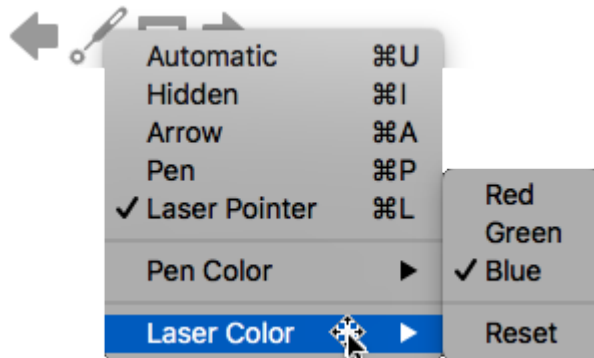 Automatic ⌘U
Hidden ⌘I
Arrow ⌘A
Pen ⌘P
✓ Laser Pointer ⌘L
Pen Color ▶
Laser Color ▶
Red
Green
✓ Blue
Reset